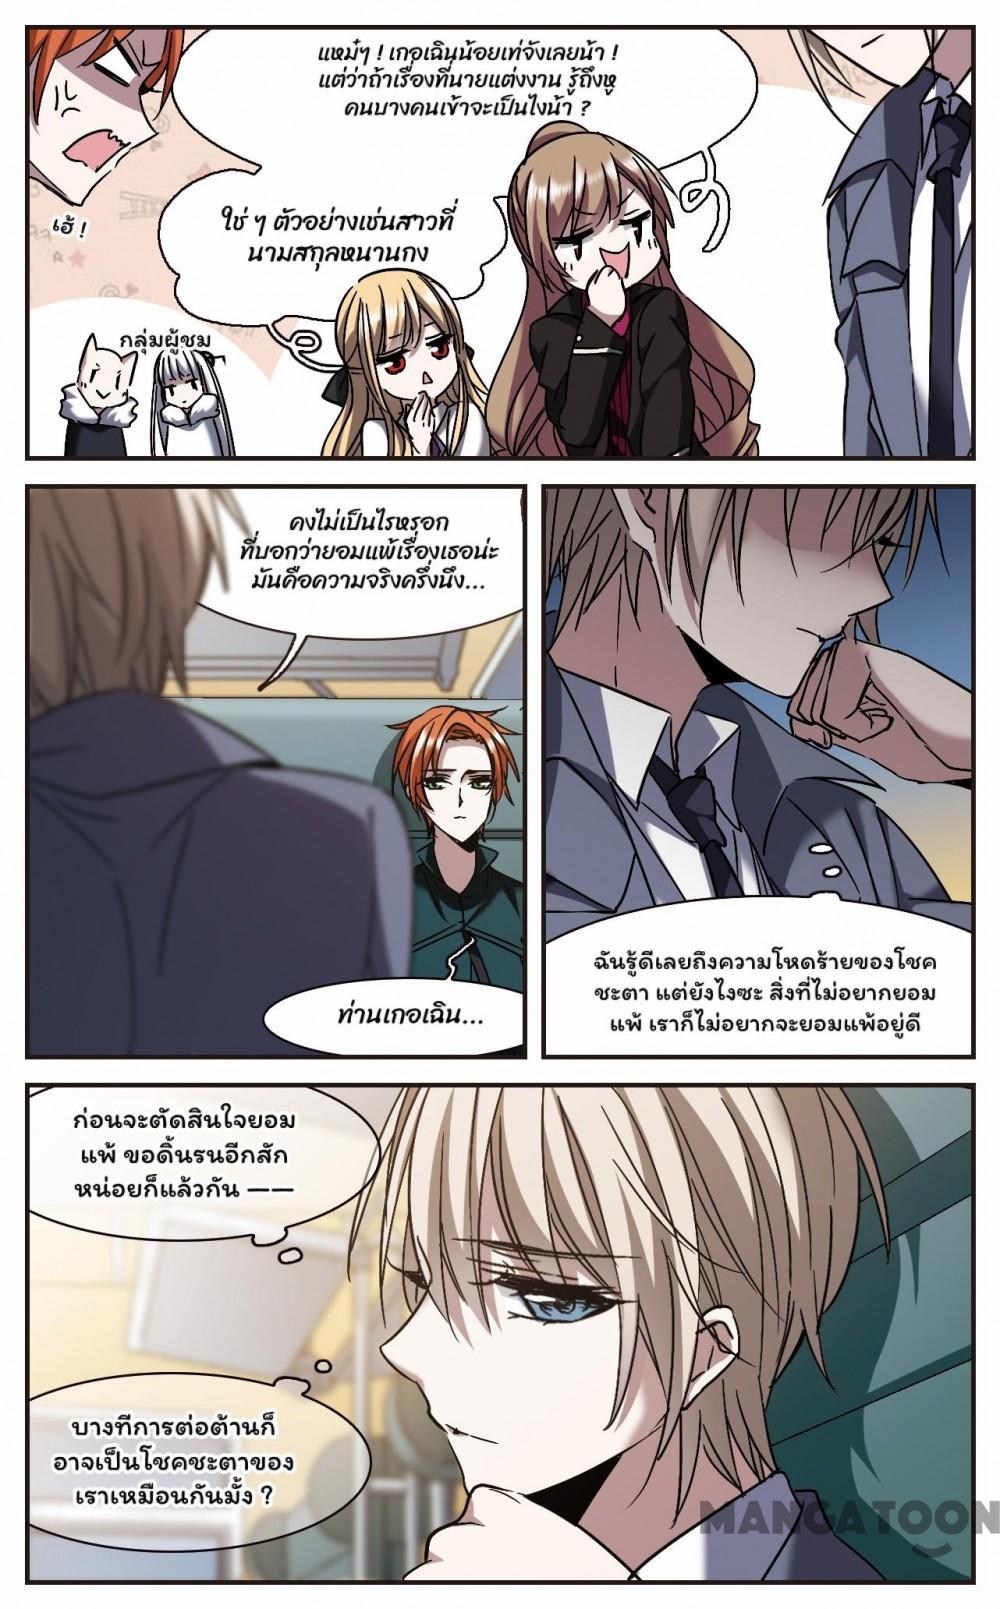 แหม๋ๆ ! เกอเฉินน้อยเท่จังเลยน้า !
แต่ว่าถ้าเรื่องที่นายแต่งงาน รู้ถึงหู
คนบางคนเข้าจะเป็นไงน้า ?
เฮ้ !
ใช่ ๆ ตัวอย่างเช่นสาวที่
นามสกุลหนานกง
กลุ่มผู้ชม
คงไม่เป็นไรหรอก
ที่บอกว่ายอมแพ้เรื่องเธอน่ะ
มันคือความจริงครึ่งนึง...
ท่านเกอเฉิน...
ฉันรู้ดีเลยถึงความโหดร้ายของโชค
ชะตา แต่ยังไงซะ สิ่งที่ไม่อยากยอม
แพ้ เราก็ไม่อยากจะยอมแพ้อยู่ดี
ก่อนจะตัดสินใจยอม
แพ้ ขอดิ้นรนอีกสัก
หน่อยก็แล้วกัน ——
บางทีการต่อต้านก็
อาจเป็นโชคชะตาของ
เราเหมือนกันมั้ง ?
MANGATOON